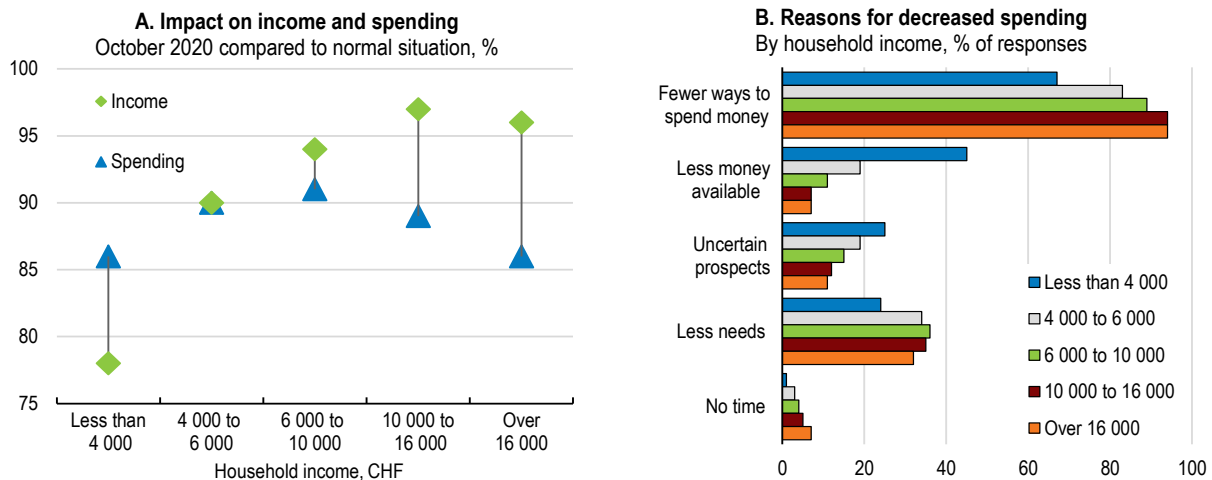 A. Impact on income and spending
October 2020 compared to normal situation, %
100
95
90
85
80
75
Income
Spending
Less than
4 000
4 000 to
6 000
6 000 to
10 000
10 000 to
16 000
Over
16 000
Household income, CHF
B. Reasons for decreased spending
By household income, % of responses
Fewer ways to
spend money
Less money
available
Uncertain
prospects
Less needs
No time
Less than 4 000
4 000 to 6 000
6 000 to 10 000
10 000 to 16 000
Over 16 000
0
20
40
60
80
100